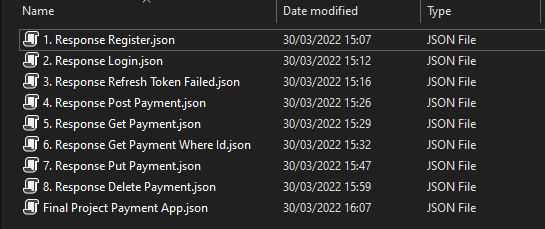 Name Date modified Type
1. Response Register.json 30/03/2022 15:07 JSON File
2. Response Login.json 30/03/2022 15:12 JSON File
3. Response Refresh Token Failed.json 30/03/2022 15:16 JSON File
4. Response Post Payment.json 30/03/2022 15:26 JSON File
5. Response Get Payment.json 30/03/2022 15:29 JSON File
6. Response Get Payment Where Id.json 30/03/2022 15:32 JSON File
7. Response Put Payment.json 30/03/2022 15:47 JSON File
8. Response Delete Payment.json 30/03/2022 15:59 JSON File
Final Project Payment App.json 30/03/2022 16:07 JSON File